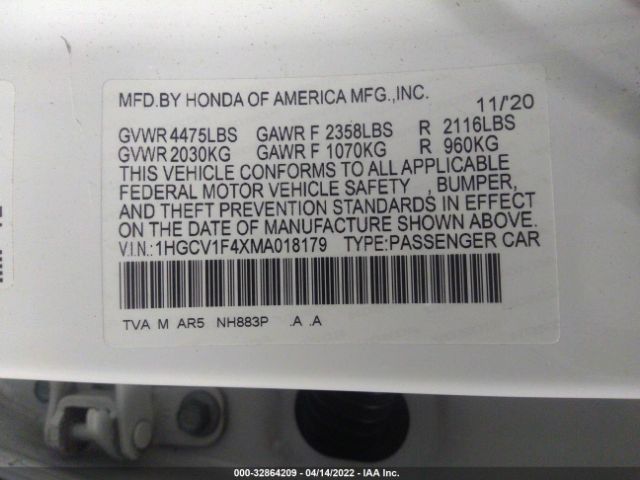 MFD.BY HONDA OF AMERICA MFG.,INC. 11/'20
GVWR 4475LBS GAWR F 2358LBS R 2116LBS
GVWR 2030KG GAWR F 1070KG R 960KG
THIS VEHICLE CONFORMS TO ALL APPLICABLE
FEDERAL MOTOR VEHICLE SAFETY , BUMPER,
AND THEFT PREVENTION STANDARDS IN EFFECT
ON THE DATE OF MANUFACTURE SHOWN ABOVE.
V.I.N.: 1HGCV1F4XMA018179 TYPE:PASSENGER CAR
TVA M AR5 NH883P .A .A
000-32864209 - 04/14/2022 - IAA Inc.